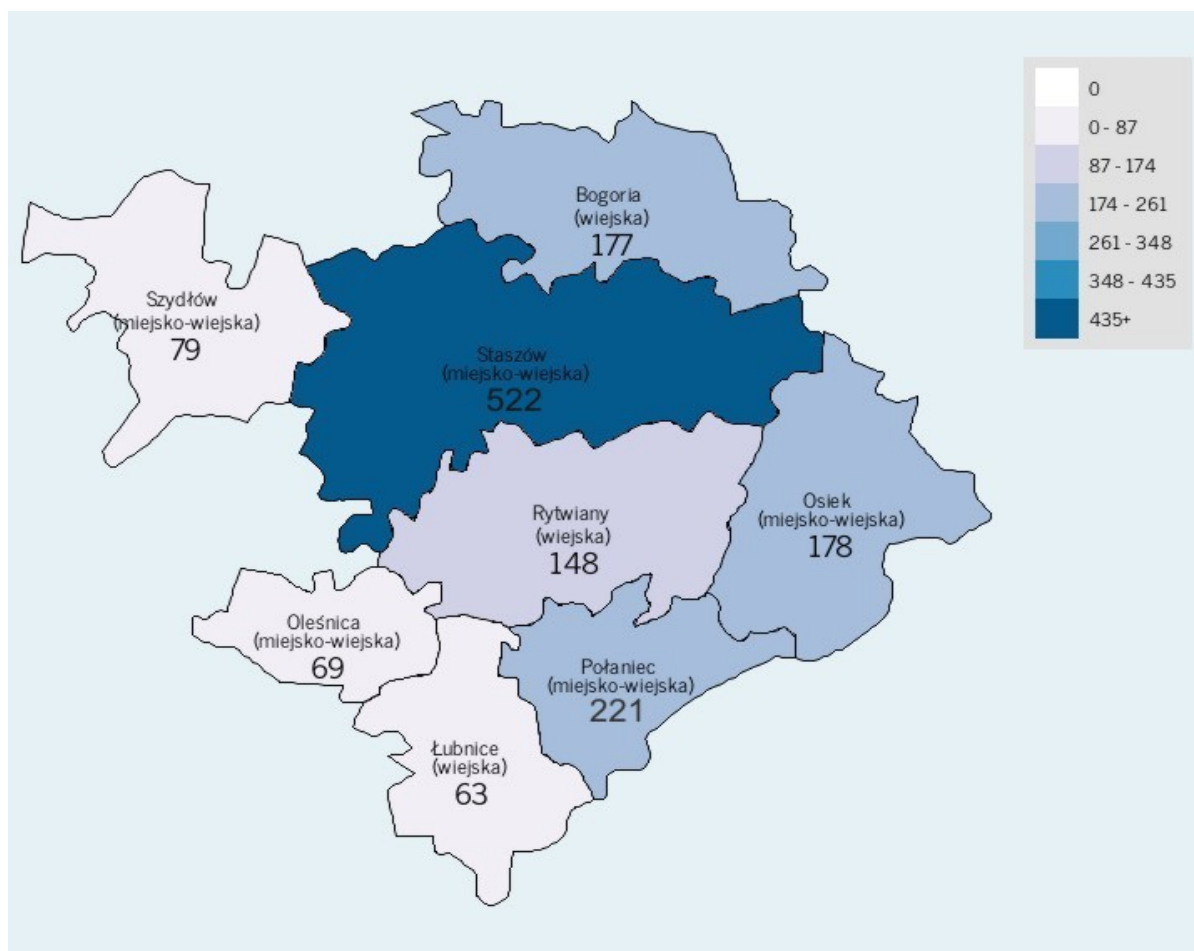 0
0 - 87
87 - 174
174 - 261
261 - 348
348 - 435
435+
Bogoria
(wiejska)
177
Szydłów
(miejsko-wiejska)
79
Staszów
(miejsko-wiejska)
522
Rytwiany
(wiejska)
148
Osiek
(miejsko-wiejska)
178
Oleśnica
(miejsko-wiejska)
69
Połaniec
(miejsko-wiejska)
221
Łubnice
(wiejska)
63